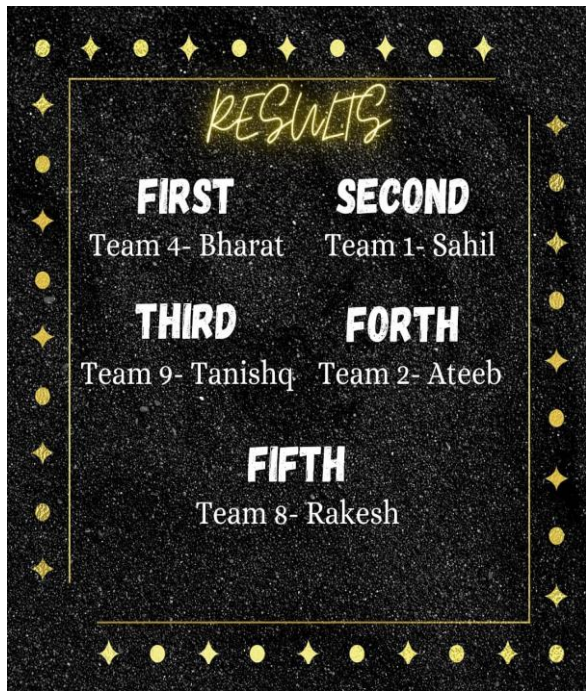 RESULTS
FIRST
Team 4- Bharat
SECOND
Team 1- Sahil
THIRD
Team 9- Tanishq
FORTH
Team 2- Ateeb
FIFTH
Team 8- Rakesh